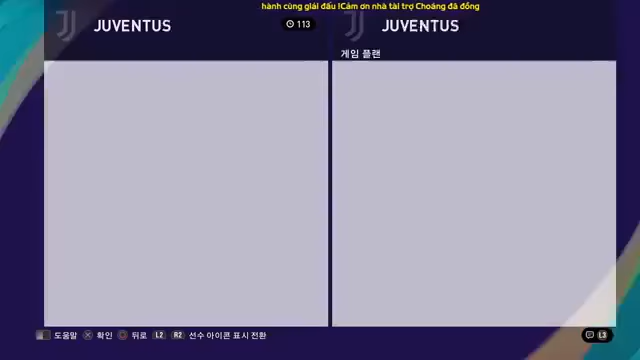 hành cùng giải đấu !Cảm ơn nhà tài trợ Choáng đã đồng
JUVENTUS
113
JUVENTUS
게임 플랜
도움말 확인 뒤로 L2 R2 선수 아이콘 표시 전환
L3